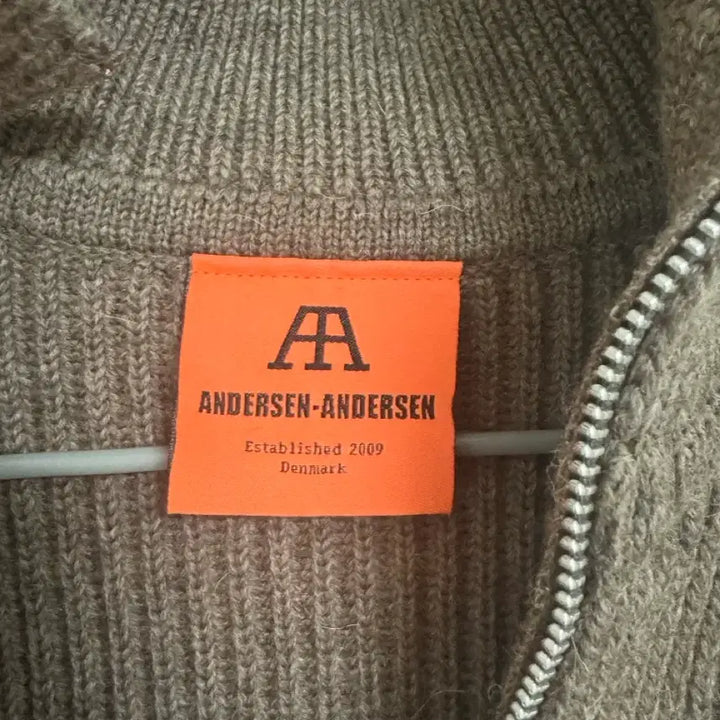 AA
ANDERSEN-ANDERSEN
Established 2009
Denmark